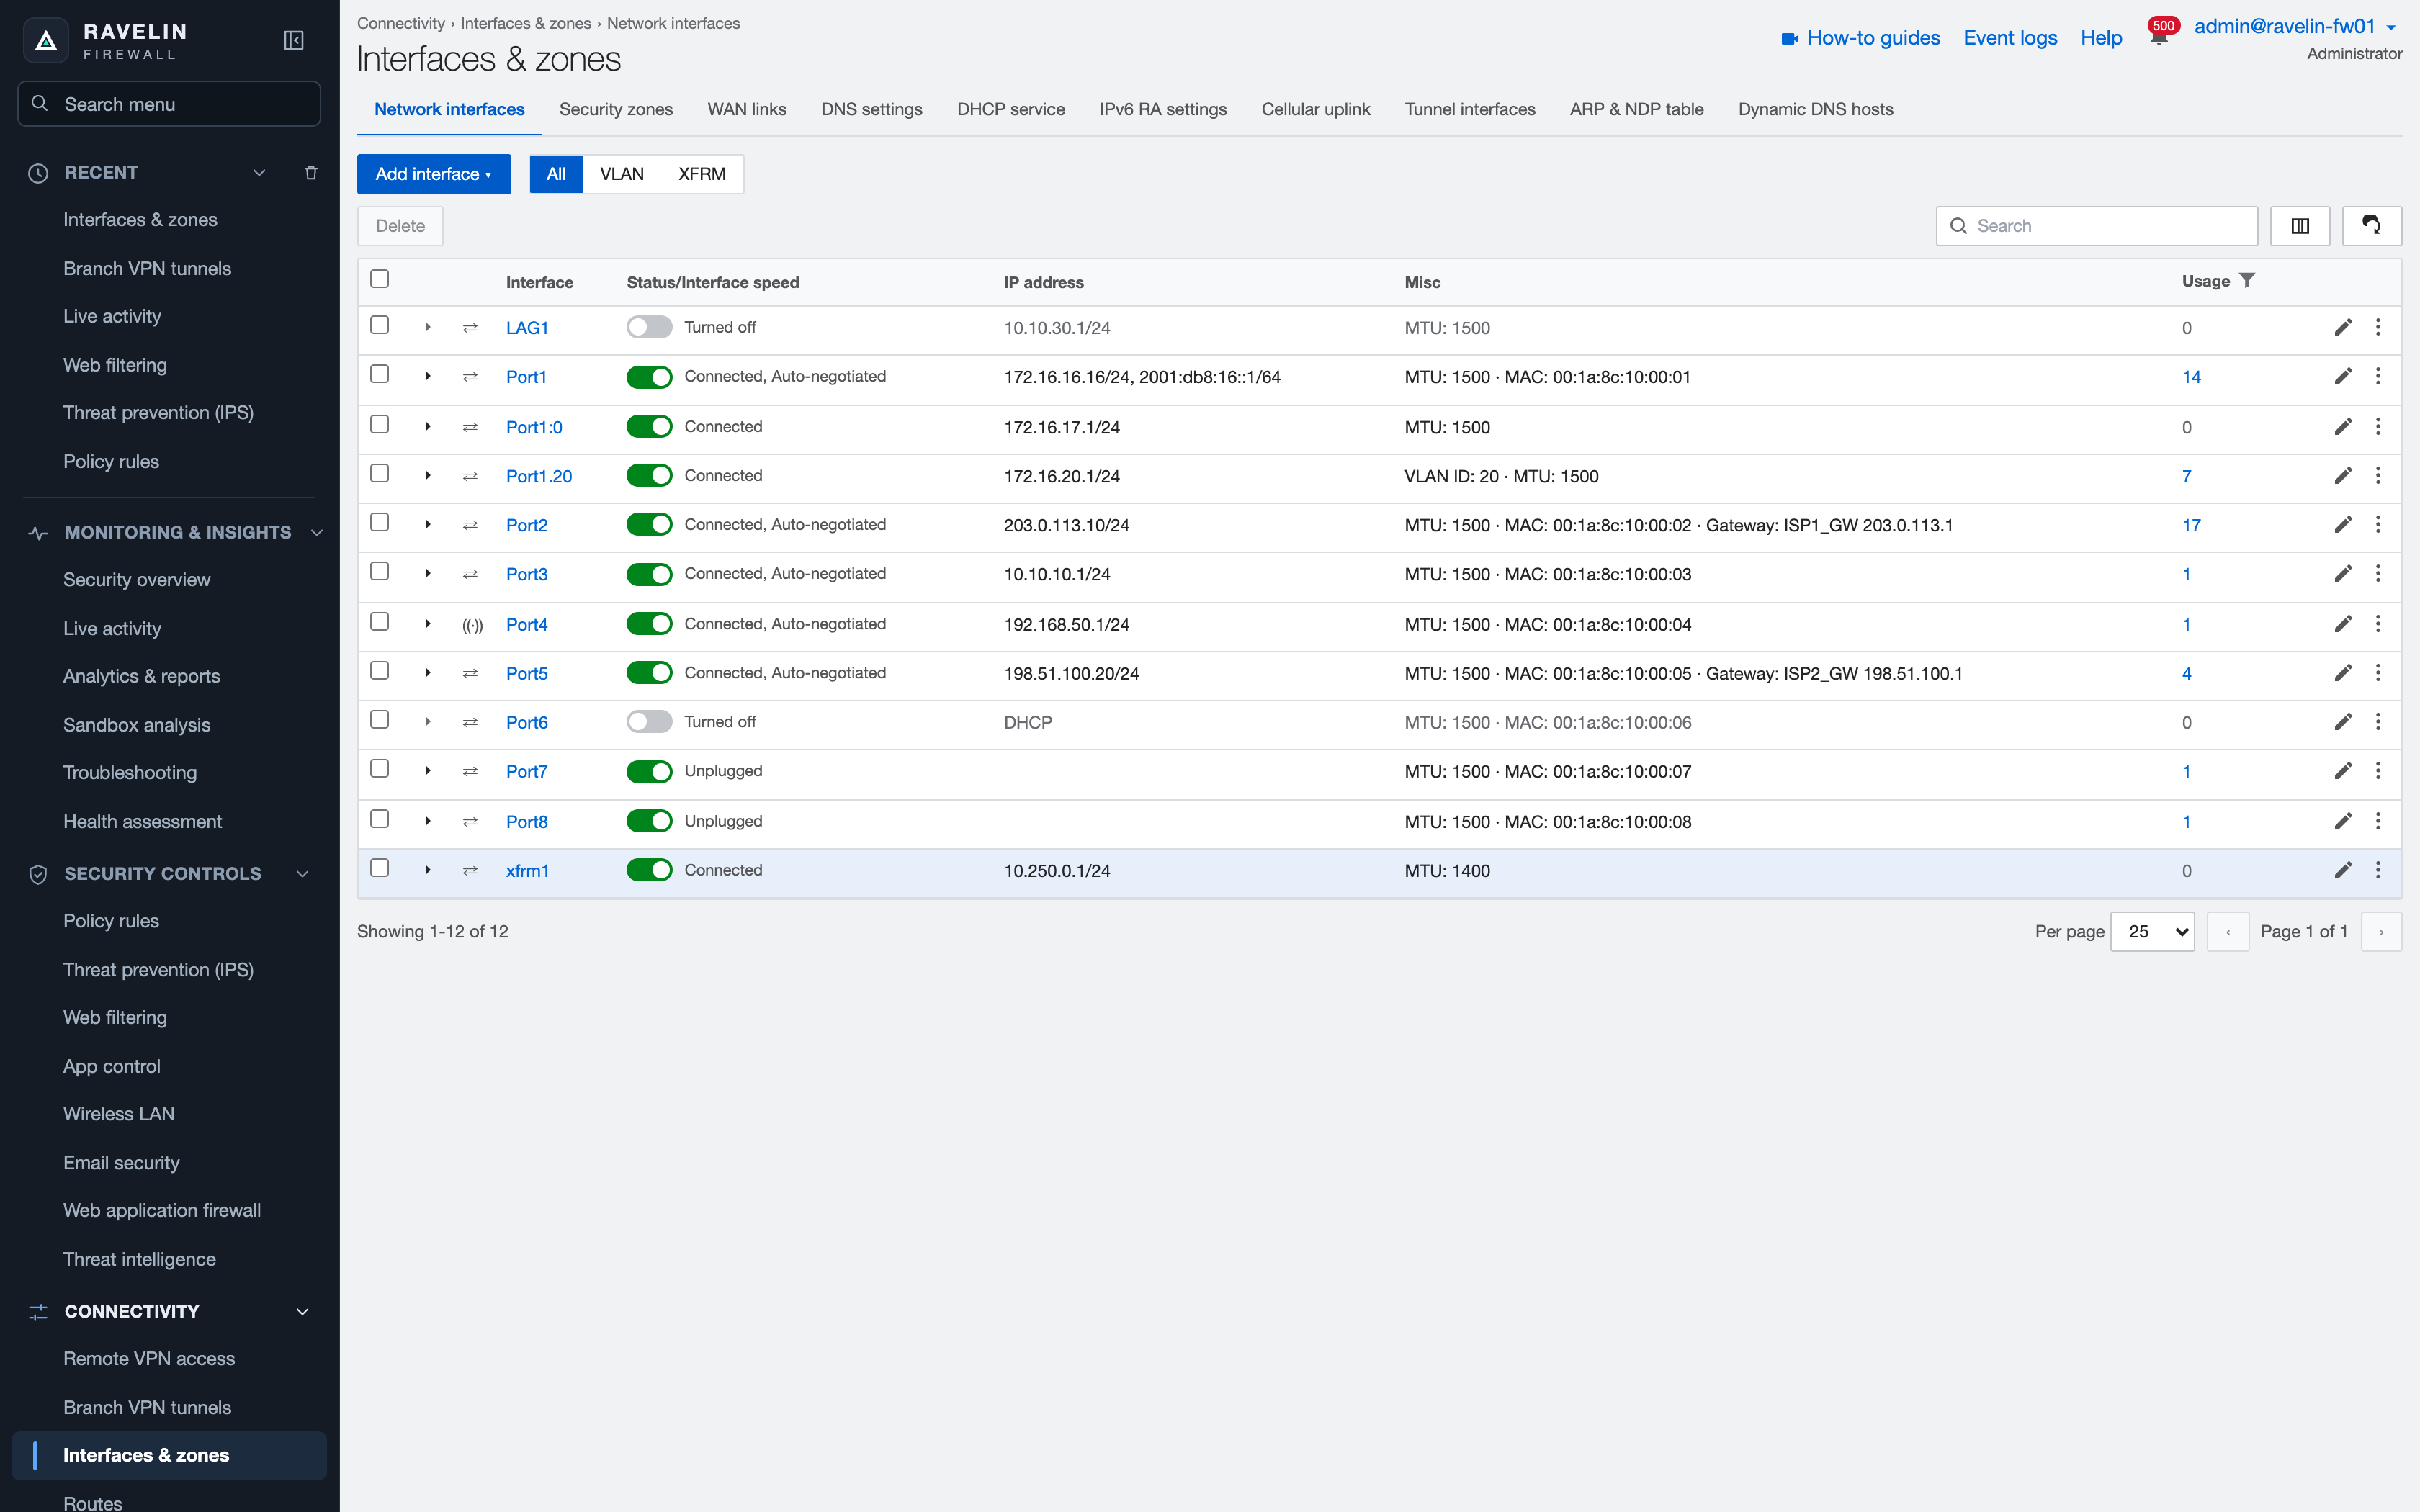 RAVELIN
FIREWALL
Search menu
RECENT
Interfaces & zones
Branch VPN tunnels
Live activity
Web filtering
Threat prevention (IPS)
Policy rules
MONITORING & INSIGHTS
Security overview
Live activity
Analytics & reports
Sandbox analysis
Troubleshooting
Health assessment
SECURITY CONTROLS
Policy rules
Threat prevention (IPS)
Web filtering
App control
Wireless LAN
Email security
Web application firewall
Threat intelligence
CONNECTIVITY
Remote VPN access
Branch VPN tunnels
Interfaces & zones
Routes
Connectivity › Interfaces & zones › Network interfaces
Interfaces & zones
How-to guides Event logs Help 500 admin@ravelin-fw01
Administrator
Network interfaces Security zones WAN links DNS settings DHCP service IPv6 RA settings Cellular uplink Tunnel interfaces ARP & NDP table Dynamic DNS hosts
Add interface ▾ All VLAN XFRM
Delete Search
Interface Status/Interface speed IP address Misc Usage
LAG1 Turned off 10.10.30.1/24 MTU: 1500 0
Port1 Connected, Auto-negotiated 172.16.16.16/24, 2001:db8:16::1/64 MTU: 1500 · MAC: 00:1a:8c:10:00:01 14
Port1:0 Connected 172.16.17.1/24 MTU: 1500 0
Port1.20 Connected 172.16.20.1/24 VLAN ID: 20 · MTU: 1500 7
Port2 Connected, Auto-negotiated 203.0.113.10/24 MTU: 1500 · MAC: 00:1a:8c:10:00:02 · Gateway: ISP1_GW 203.0.113.1 17
Port3 Connected, Auto-negotiated 10.10.10.1/24 MTU: 1500 · MAC: 00:1a:8c:10:00:03 1
Port4 Connected, Auto-negotiated 192.168.50.1/24 MTU: 1500 · MAC: 00:1a:8c:10:00:04 1
Port5 Connected, Auto-negotiated 198.51.100.20/24 MTU: 1500 · MAC: 00:1a:8c:10:00:05 · Gateway: ISP2_GW 198.51.100.1 4
Port6 Turned off DHCP MTU: 1500 · MAC: 00:1a:8c:10:00:06 0
Port7 Unplugged MTU: 1500 · MAC: 00:1a:8c:10:00:07 1
Port8 Unplugged MTU: 1500 · MAC: 00:1a:8c:10:00:08 1
xfrm1 Connected 10.250.0.1/24 MTU: 1400 0
Showing 1-12 of 12 Per page 25 ‹ Page 1 of 1 ›